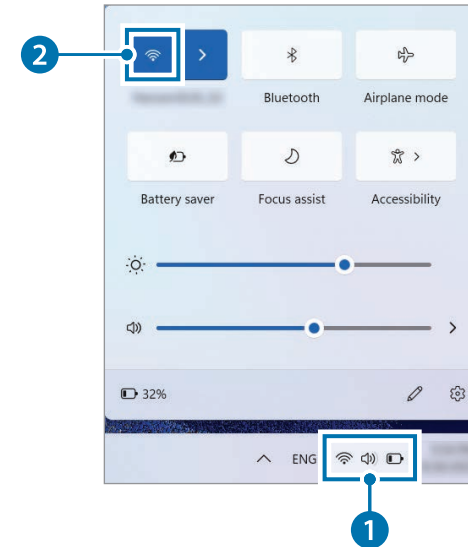 2
Bluetooth
Airplane mode
Battery saver
Focus assist
Accessibility
32%
ENG
1